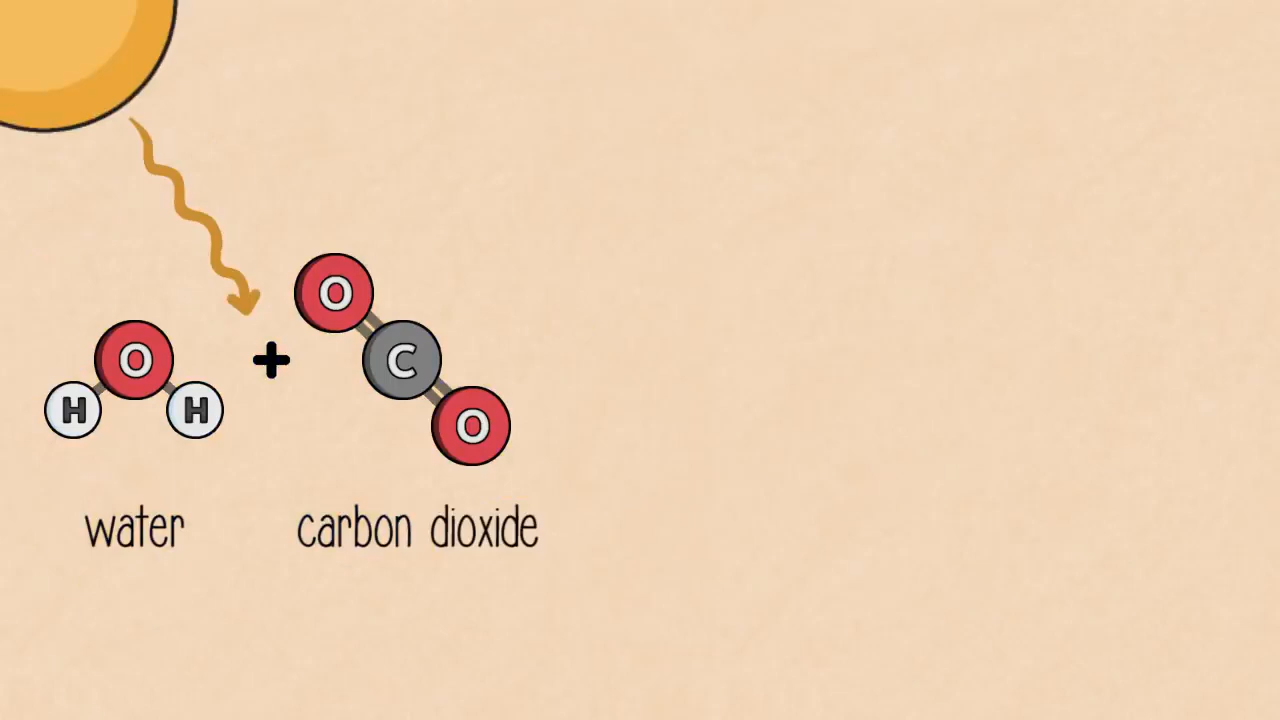 O
O
C
O
H
H
+
water
carbon dioxide